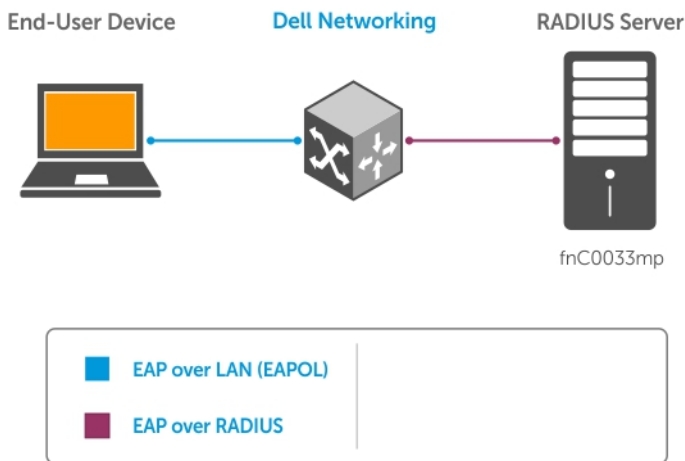 End-User Device
Dell Networking
RADIUS Server
fnC0033mp
EAP over LAN (EAPOL)
EAP over RADIUS